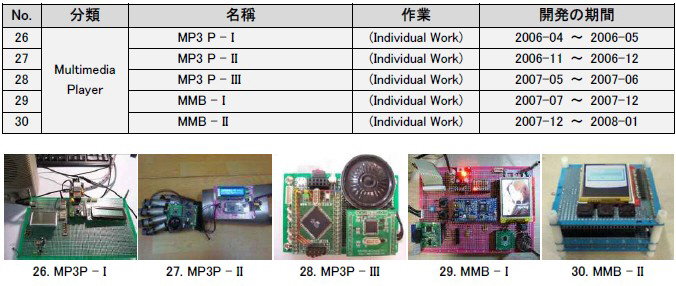 No. 分類 名稱 作業 開発の期間
26 MP3 P - Ⅰ (Individual Work) 2006-04 ～ 2006-05
27 MP3 P - Ⅱ (Individual Work) 2006-11 ～ 2006-12
Multimedia Player
28 MP3 P - Ⅲ (Individual Work) 2007-05 ～ 2007-06
29 MMB - Ⅰ (Individual Work) 2007-07 ～ 2007-12
30 MMB - Ⅱ (Individual Work) 2007-12 ～ 2008-01
26. MP3P - Ⅰ 27. MP3P - Ⅱ 28. MP3P - Ⅲ 29. MMB - Ⅰ 30. MMB - Ⅱ